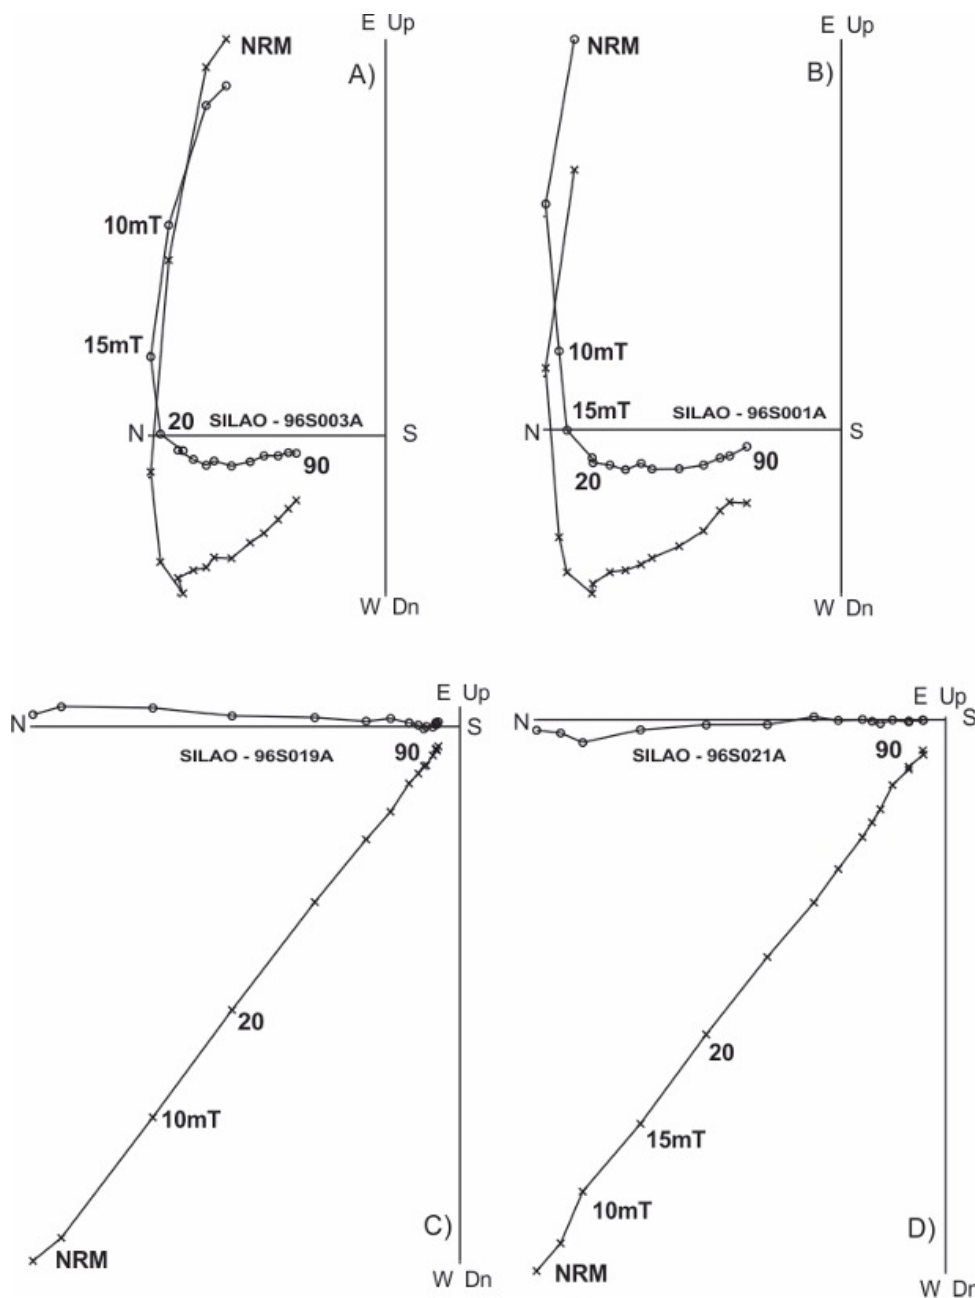 E Up
NRM
A)
10mT
15mT
20
SILAO - 96S003A
N
S
90
W Dn
E Up
NRM
B)
10mT
15mT
SILAO - 96S001A
N
S
20
90
W Dn
E Up
N
S
90
SILAO - 96S019A
20
10mT
C)
NRM
W Dn
E Up
N
S
90
SILAO - 96S021A
20
15mT
10mT
D)
NRM
W Dn